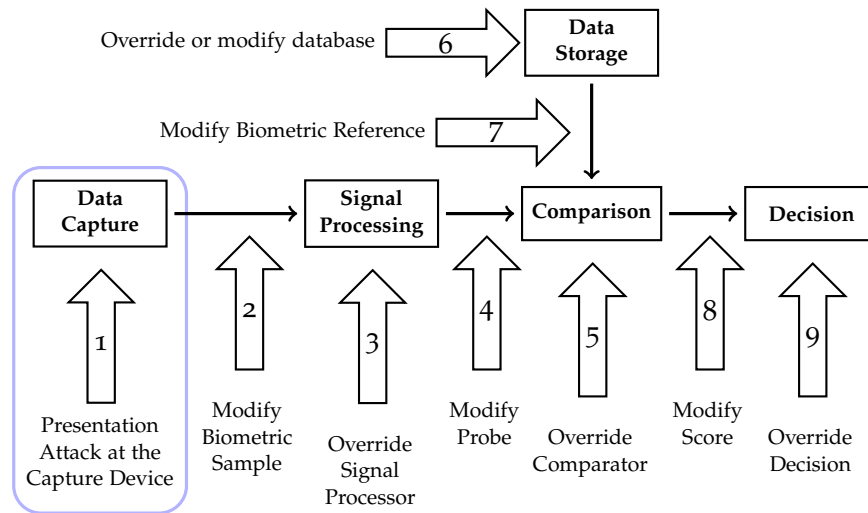 Override or modify database
6
Data
Storage
Modify Biometric Reference
7
Data
Capture
Signal
Processing
Comparison
Decision
1
2
3
4
5
8
9
Presentation
Attack at the
Capture Device
Modify
Biometric
Sample
Override
Signal
Processor
Modify
Probe
Override
Comparator
Modify
Score
Override
Decision